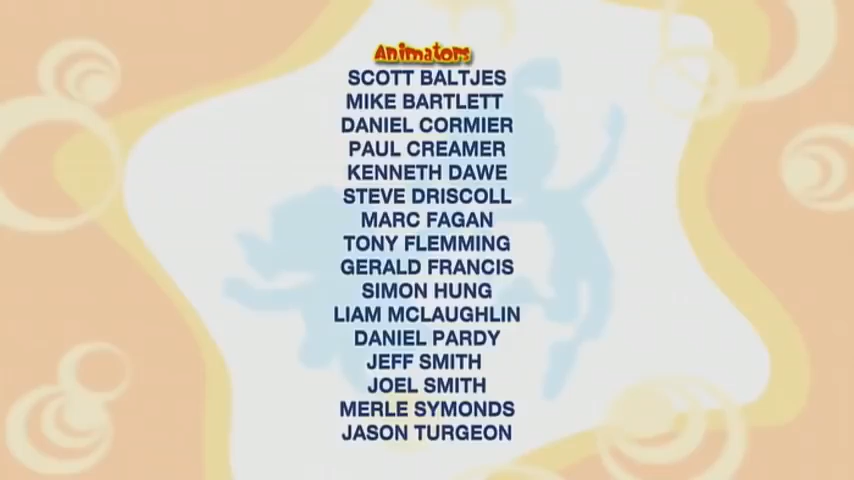 Animators
SCOTT BALTJES
MIKE BARTLETT
DANIEL CORMIER
PAUL CREAMER
KENNETH DAWE
STEVE DRISCOLL
MARC FAGAN
TONY FLEMMING
GERALD FRANCIS
SIMON HUNG
LIAM MCLAUGHLIN
DANIEL PARDY
JEFF SMITH
JOEL SMITH
MERLE SYMONDS
JASON TURGEON